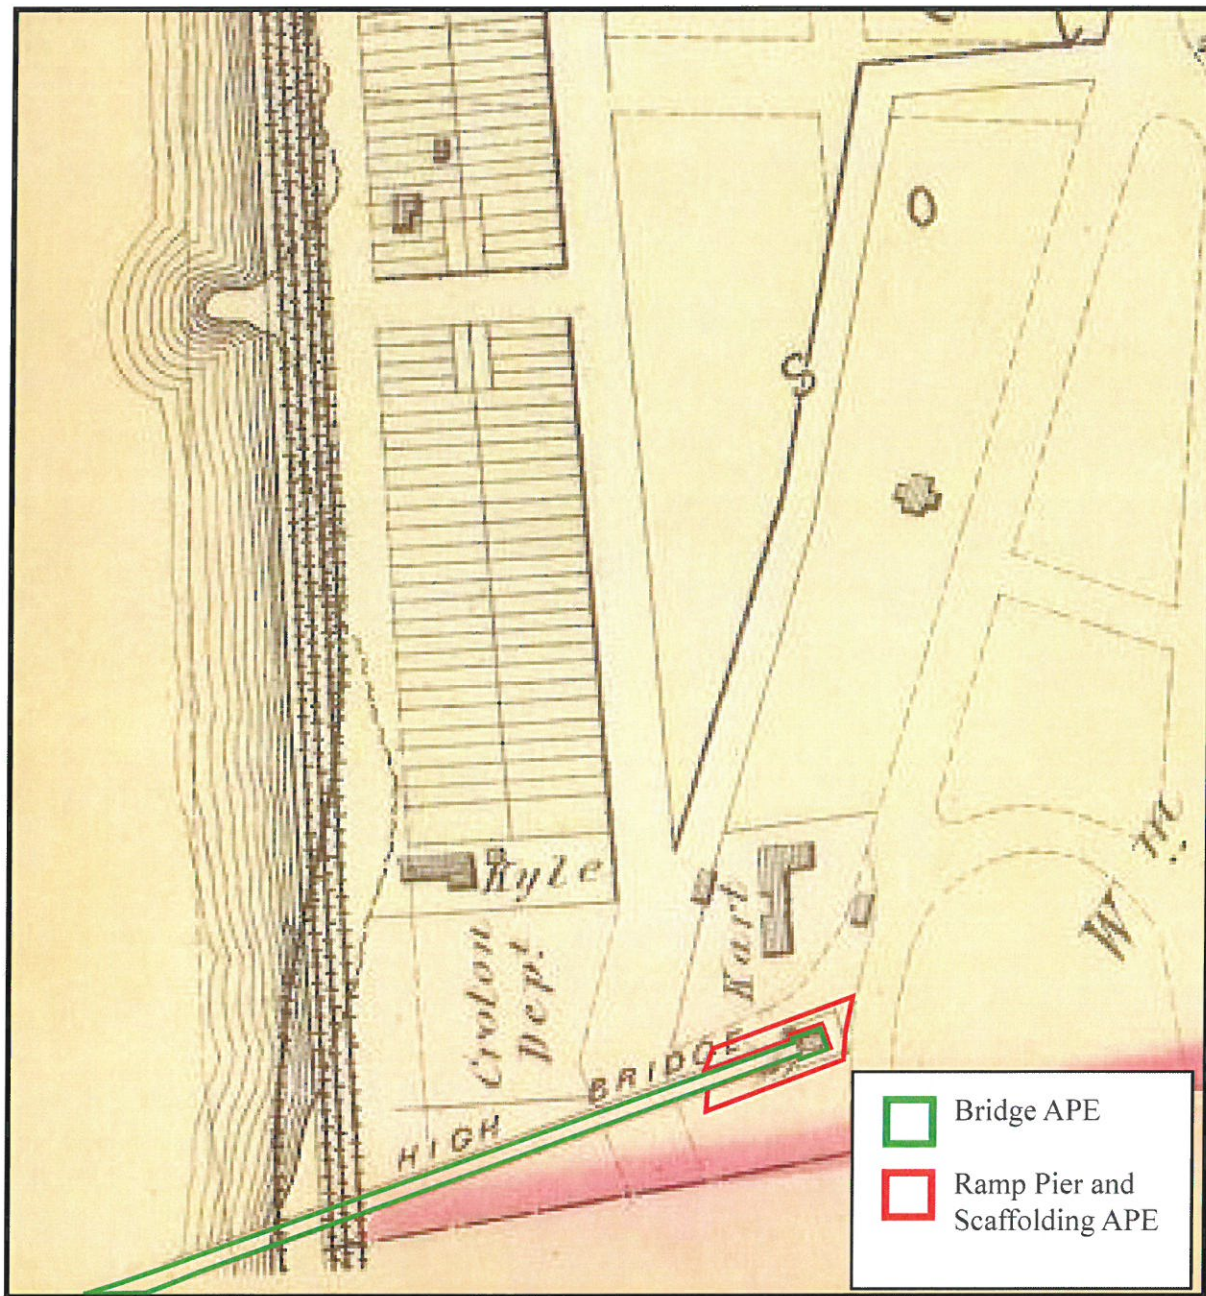 O
S
Kyle
Croton
Dep.t
Karl
W m.
HIGH BRIDGE
Bridge APE
Ramp Pier and
Scaffolding APE